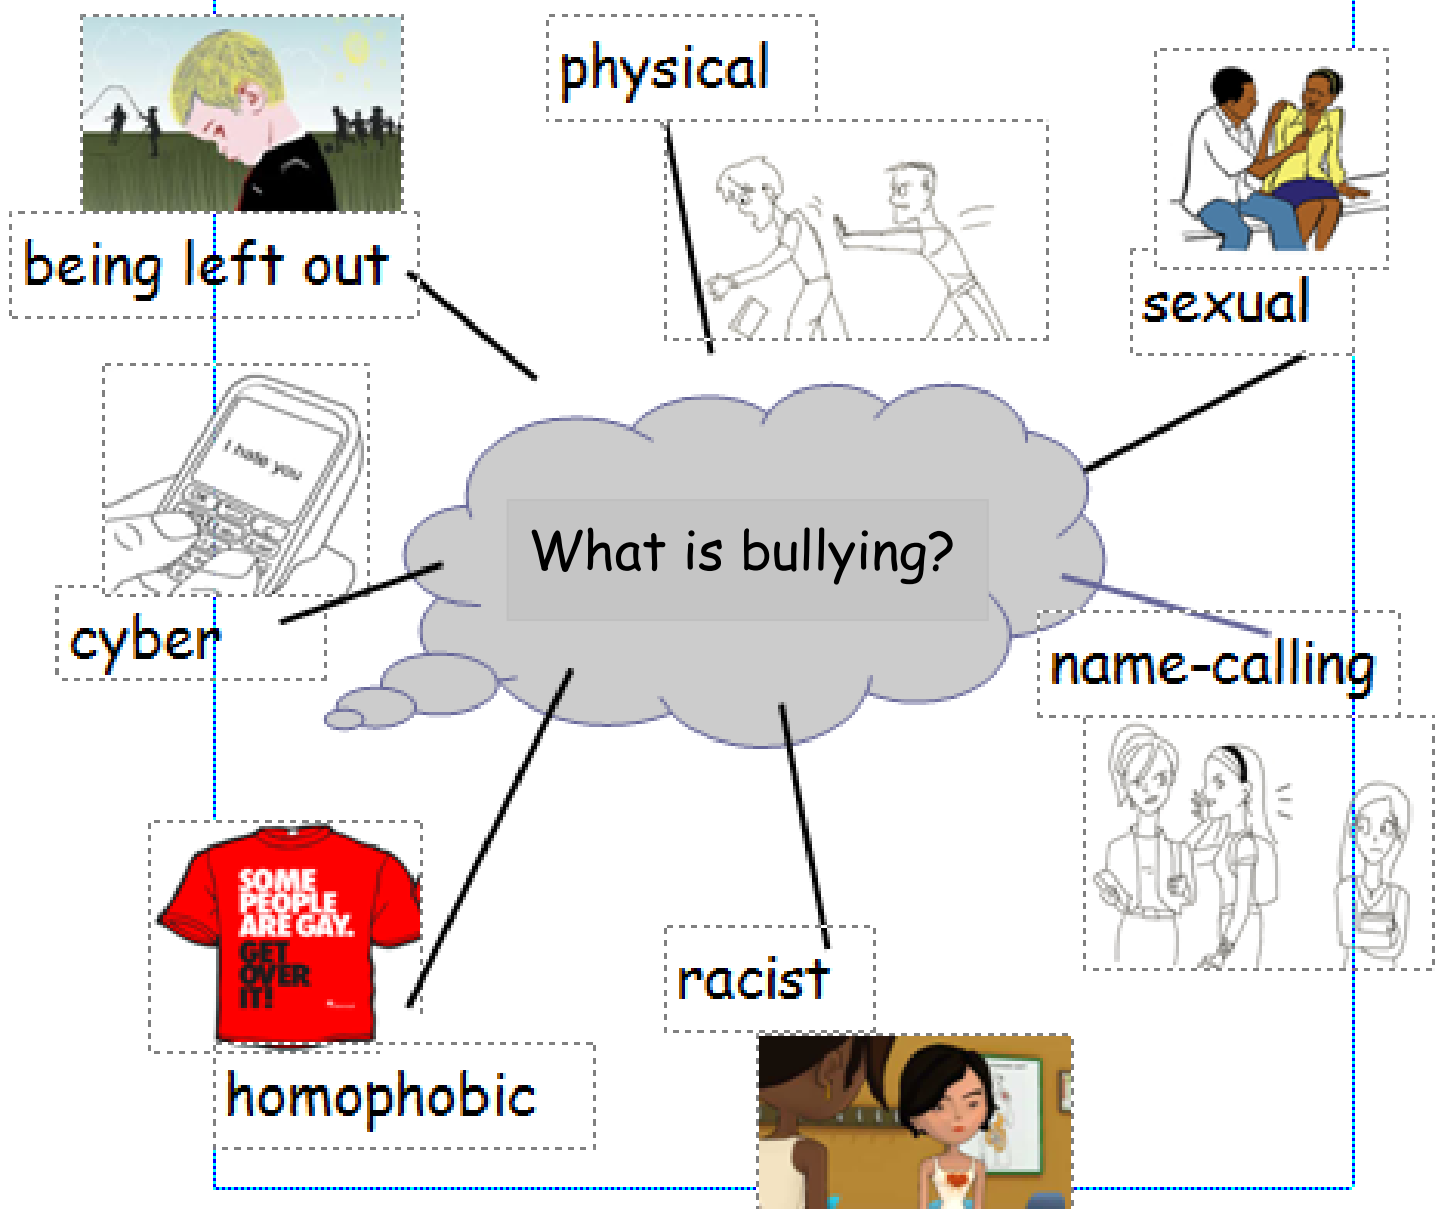 physical
being left out
sexual
I hate you
What is bullying?
cyber
name-calling
SOME
PEOPLE
ARE GAY.
GET
OVER
IT!
racist
homophobic